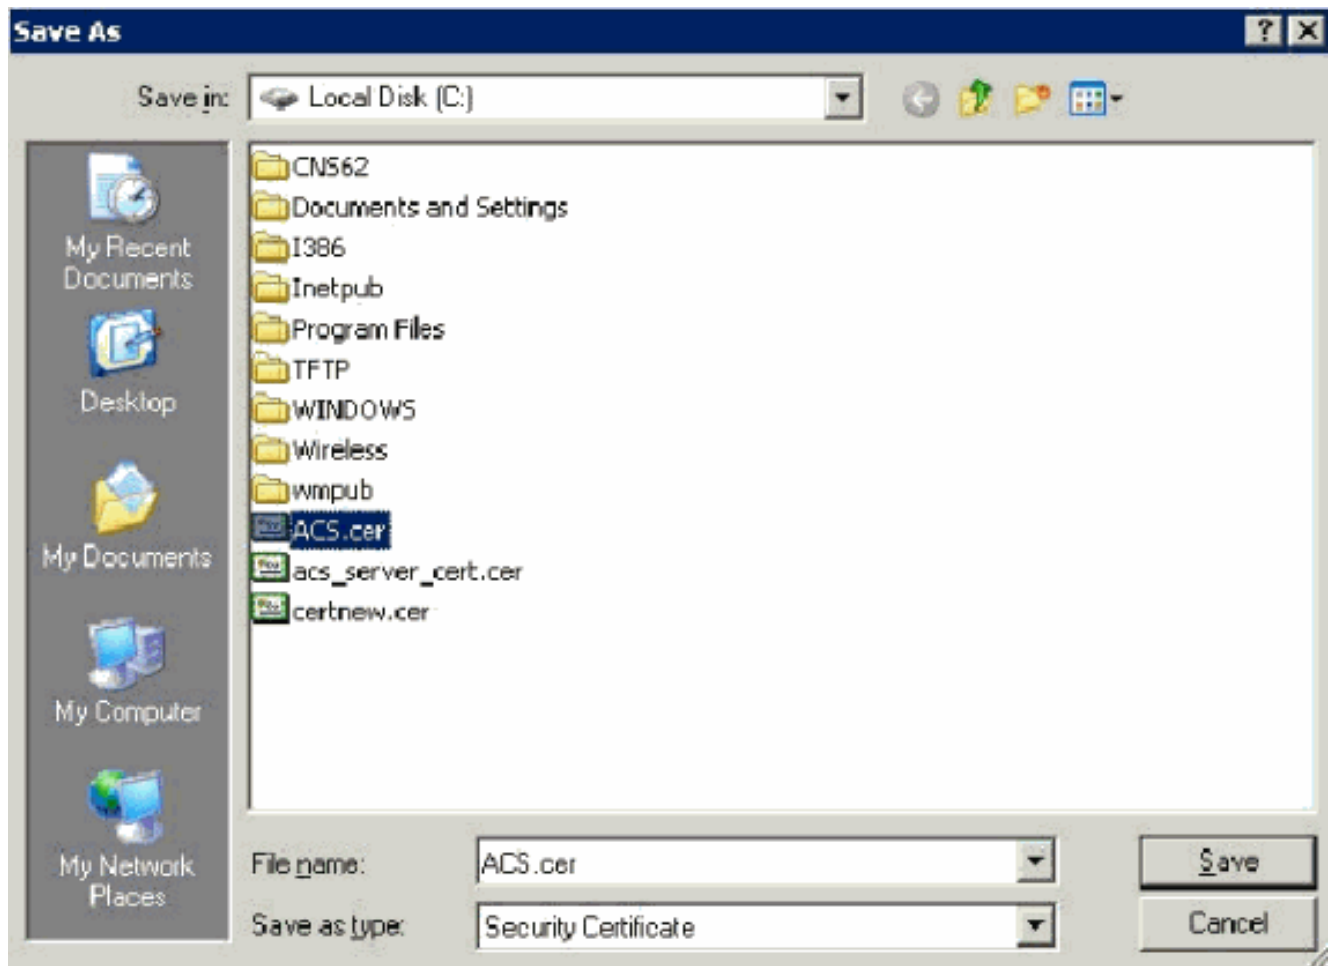 Save As
Save in: Local Disk (C:)
My Recent
Documents
Desktop
My Documents
My Computer
My Network
Places
CNS62
Documents and Settings
I386
Inetpub
Program Files
TFTP
WINDOWS
Wireless
wmpub
ACS.cer
acs_server_cert.cer
certnew.cer
File name: ACS.cer Save
Save as type: Security Certificate Cancel